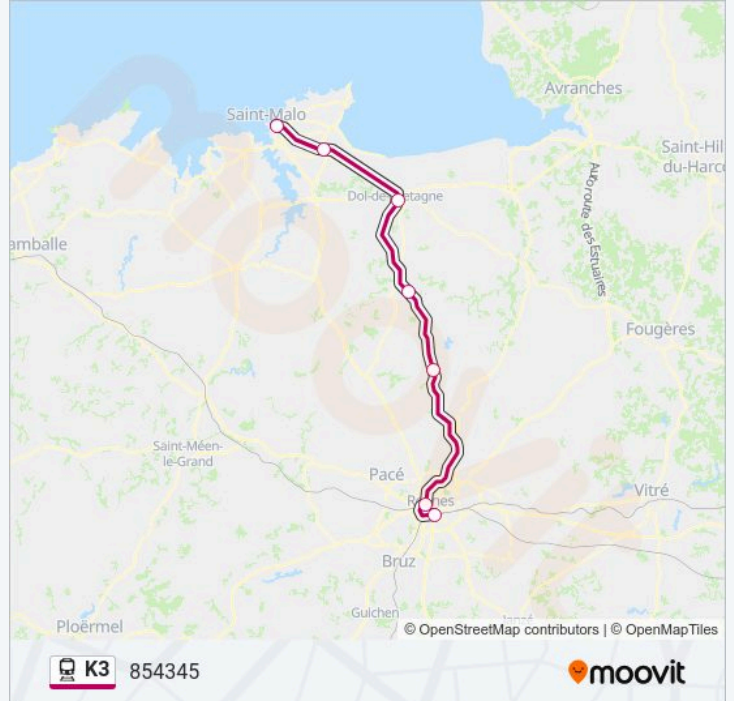 Avranches
Saint-Malo
Saint-Hil
du-Harc
Autoroute des Estuaires
Dol-de-Bretagne
amballe
Fougères
Saint-Méen-
le-Grand
Pacé
Rennes
Vitré
Bruz
Guichen
Ploërmel
© OpenStreetMap contributors | © OpenMapTiles
K3 854345
moovit